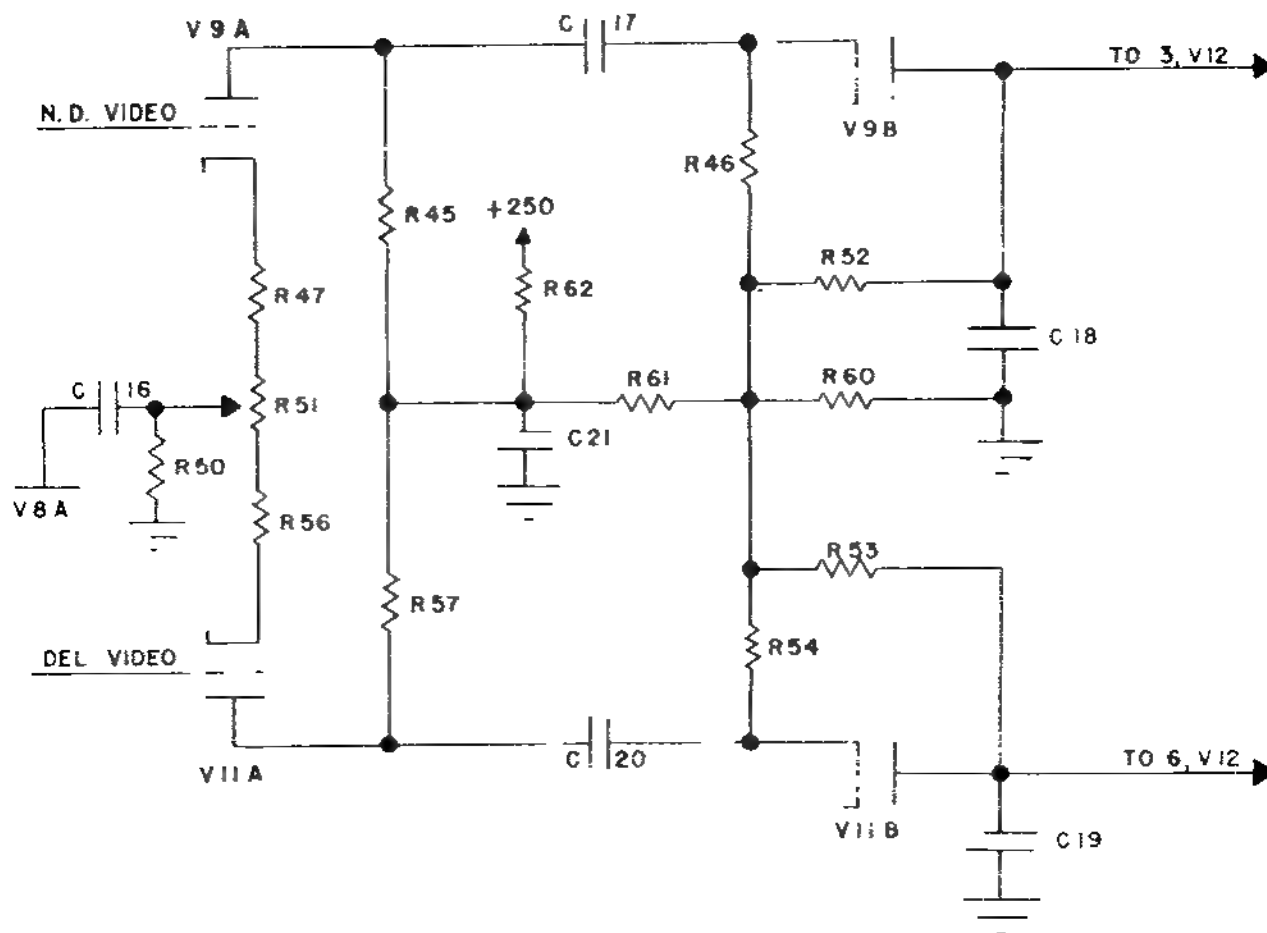 V9A
C 17
TO 3, V12
N.D. VIDEO
V9B
R46
R45
+250
R52
R47
R62
C18
R61
R60
C 16
R51
C21
R50
V8A
R56
R53
R57
R54
DEL VIDEO
C 20
TO 6, V12
V11A
V11B
C19